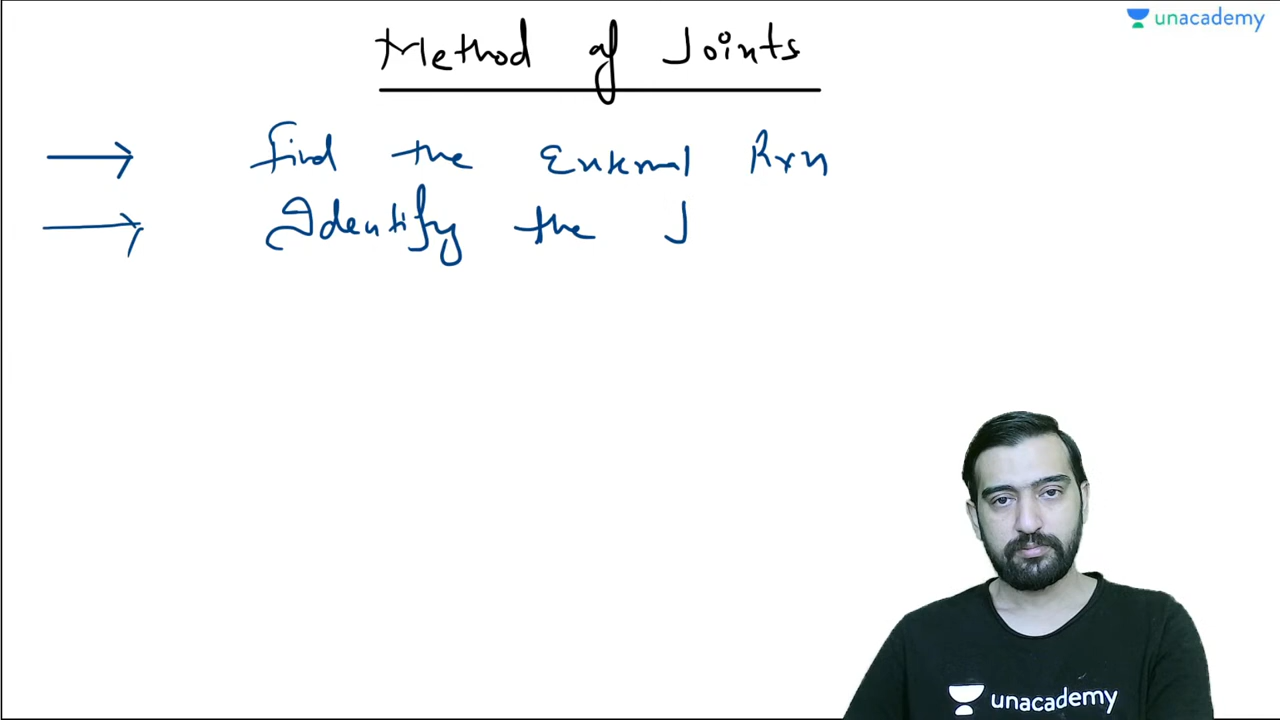 unacademy
Method of Joints
→ find the External Rxn
→ Identify the J
unacademy